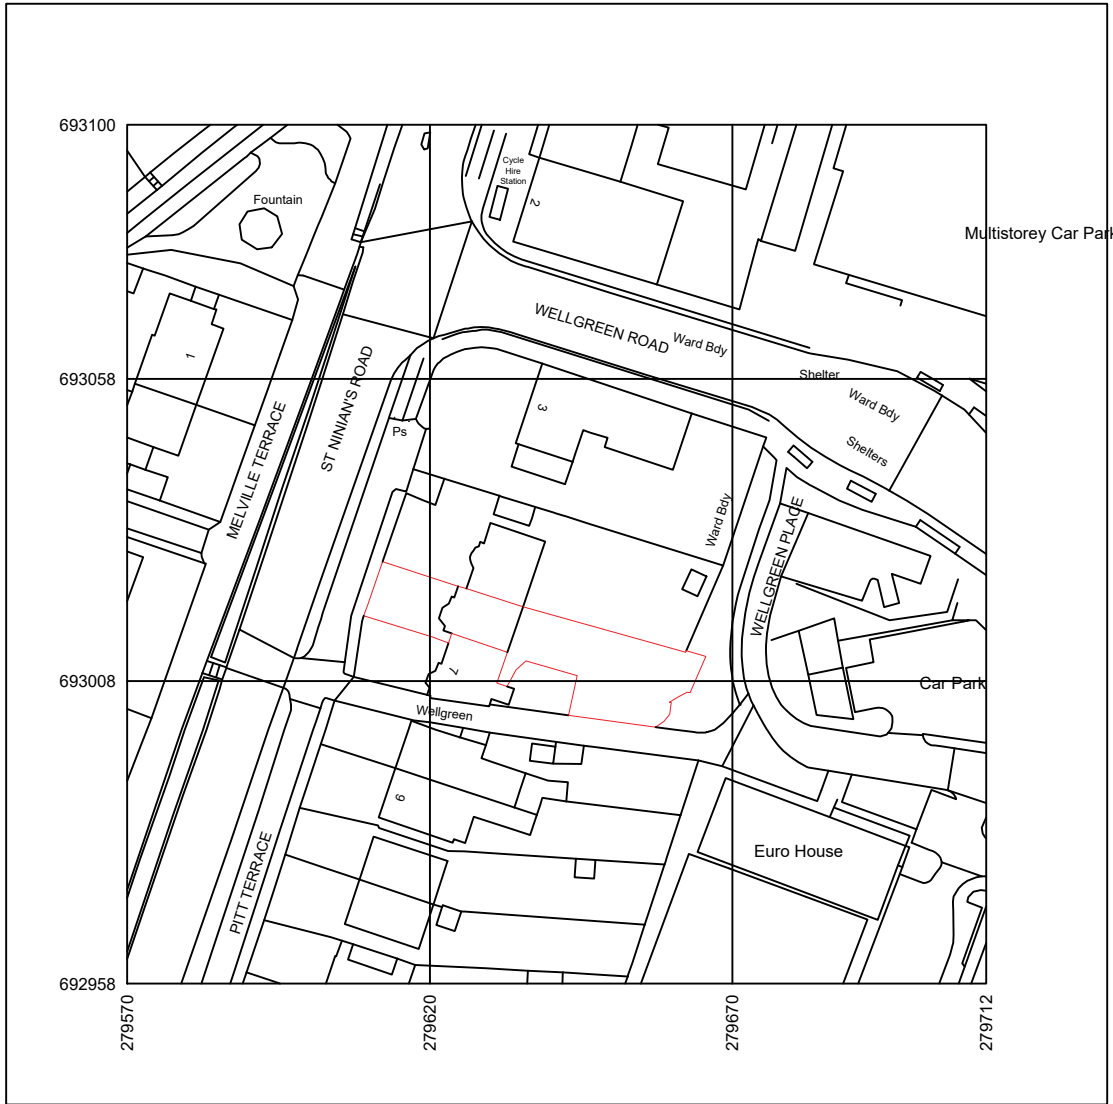 693100
Cycle
Hire
Station
2
Fountain
Multistorey Car Park
WELLGREEN ROAD
Ward Bdy
1
ST NINIAN'S ROAD
693058
Shelter
Ward Bdy
MELVILLE TERRACE
3
Ps
Shelters
Ward Bdy
WELLGREEN PLACE
7
693008
Car Park
Wellgreen
9
PITT TERRACE
Euro House
692958
279570
279620
279670
279712